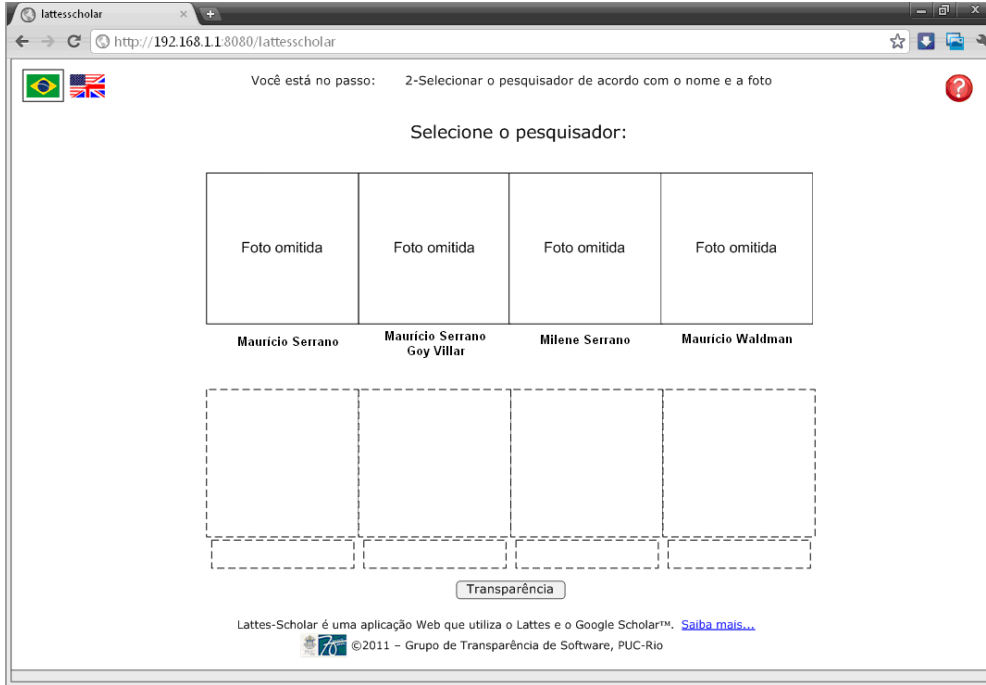 lattesscholar
http://192.168.1.1:8080/lattesscholar
Você está no passo: 2-Selecionar o pesquisador de acordo com o nome e a foto
?
Selecione o pesquisador:
Foto omitida Foto omitida Foto omitida Foto omitida
Maurício Serrano Maurício Serrano Goy Villar Milene Serrano Maurício Waldman
Transparência
Lattes-Scholar é uma aplicação Web que utiliza o Lattes e o Google Scholar™. Saiba mais...
©2011 – Grupo de Transparência de Software, PUC-Rio